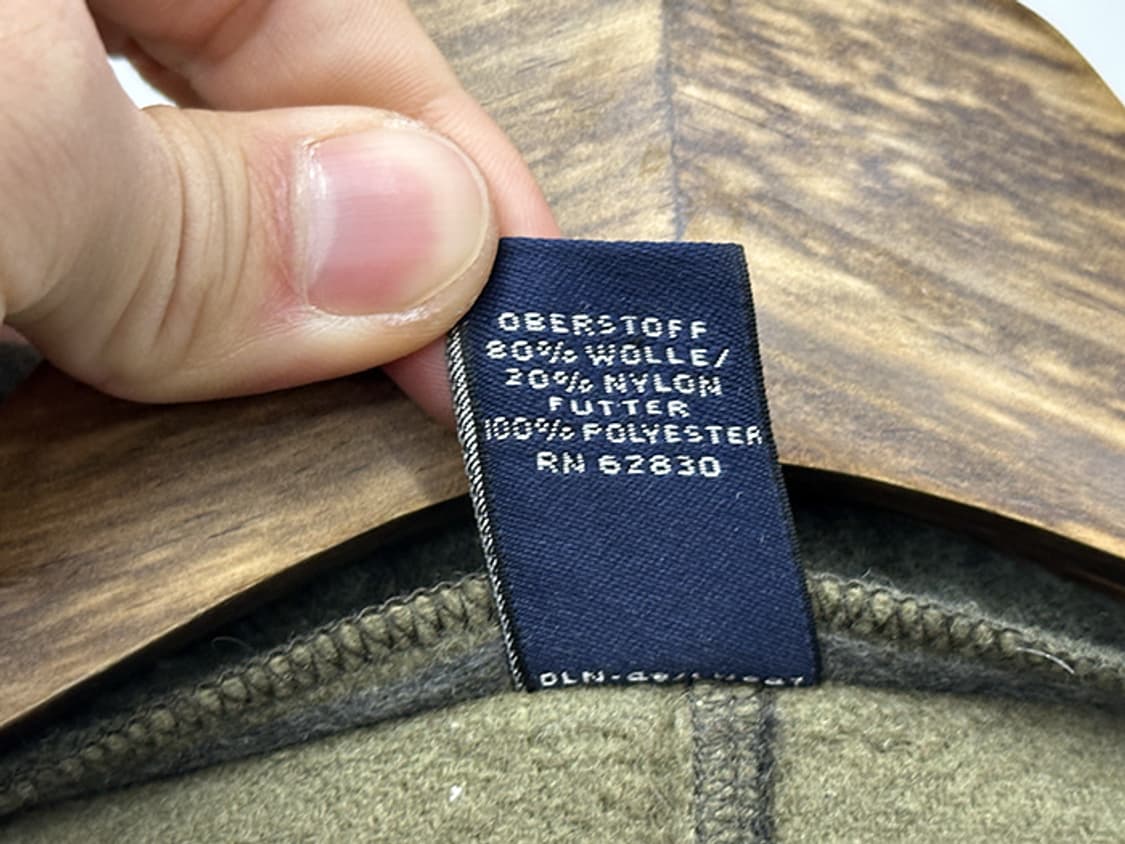 OBERSTOFF
80% WOLLE/
20% NYLON
FUTTER
100% POLYESTER
RN 62830